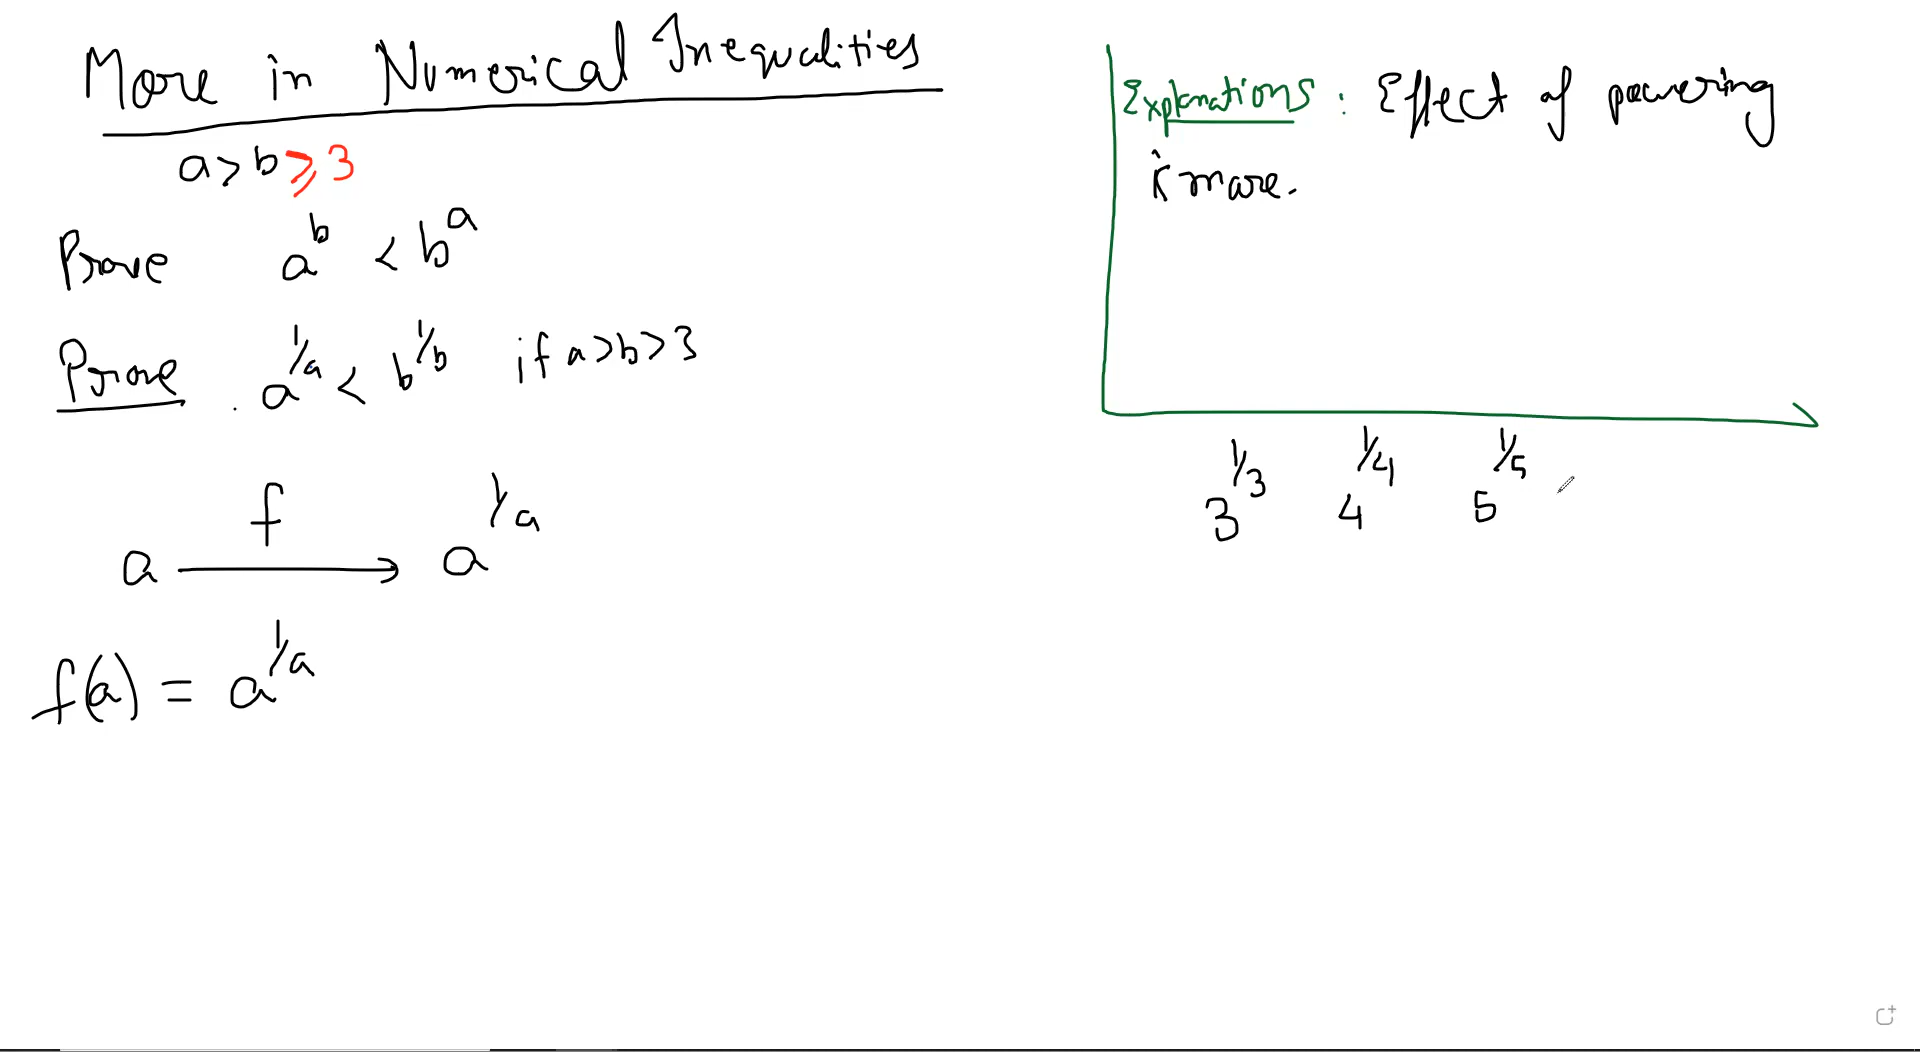 More in Numerical Inequalities
a > b ⩾ 3
Prove a^b < b^a
Prove . a^{1/a} < b^{1/b} if a > b > 3
f
a ⟶ a^{1/a}
f(a) = a^{1/a}
Explanations : Effect of powering
is more.
3^{1/3} 4^{1/4} 5^{1/5}